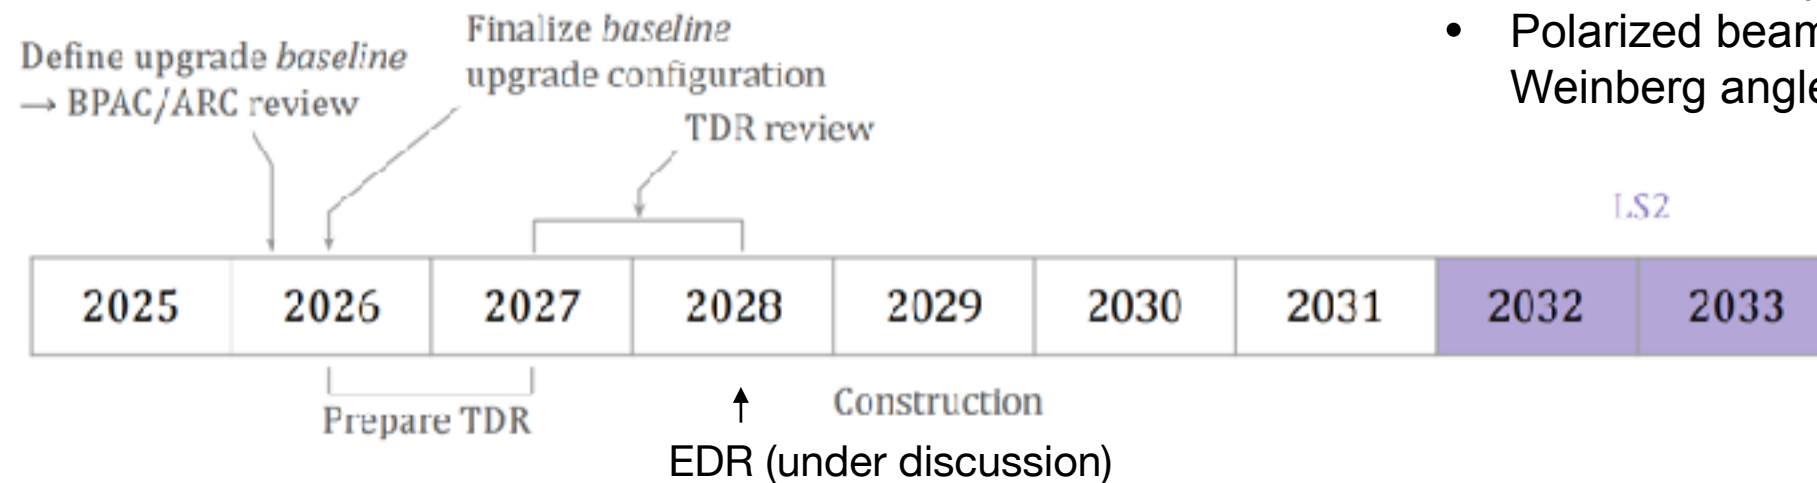 Define upgrade baseline
→ BPAC/ARC review
Finalize baseline
upgrade configuration
TDR review
• Polarized beam
Weinberg angle
LS2
2025 2026 2027 2028 2029 2030 2031 2032 2033
Prepare TDR
Construction
EDR (under discussion)